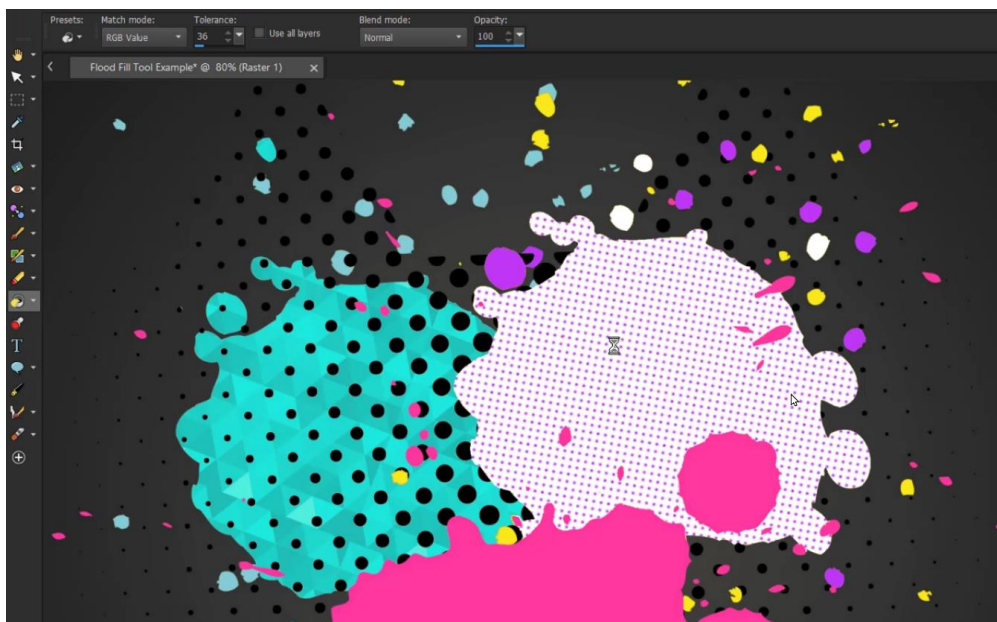 Presets: Match mode: Tolerance: Blend mode: Opacity:
RGB Value 36 Use all layers Normal 100
Flood Fill Tool Example* @ 80% (Raster 1)
T